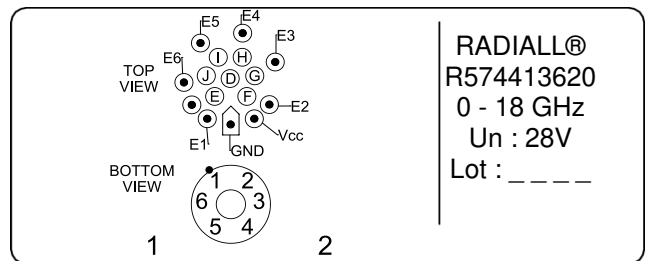 E4
E5
E3
I H
E6
TOP
VIEW
J D G
E F
E2
E1
Vcc
GND
BOTTOM
VIEW
1 2
6 3
5 4
1 2
RADIALL®
R574413620
0 - 18 GHz
Un : 28V
Lot : _ _ _ _